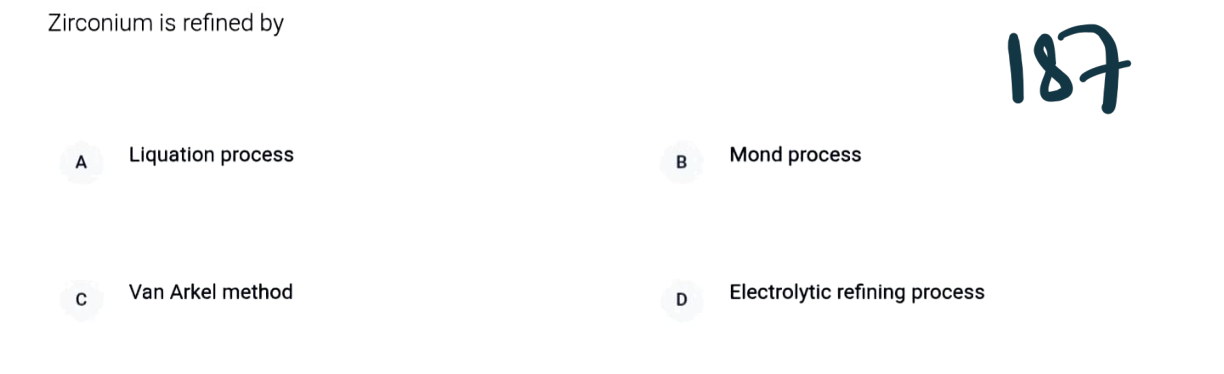 Zirconium is refined by
187
A Liquation process
B Mond process
C Van Arkel method
D Electrolytic refining process